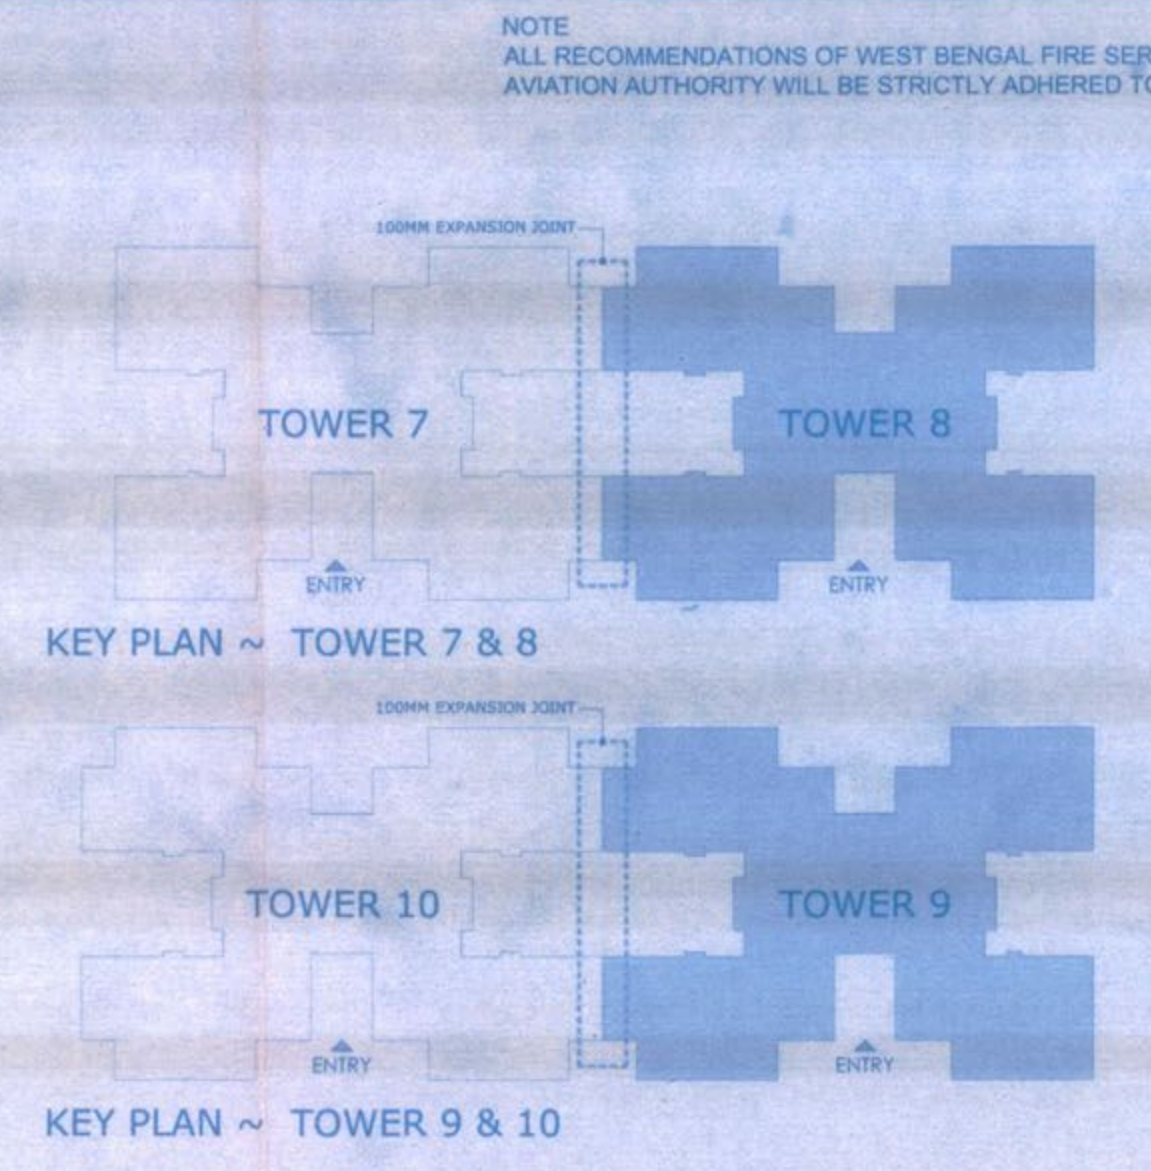 NOTE
ALL RECOMMENDATIONS OF WEST BENGAL FIRE SER
AVIATION AUTHORITY WILL BE STRICTLY ADHERED TO
100MM EXPANSION JOINT
TOWER 7
TOWER 8
ENTRY
ENTRY
KEY PLAN ~ TOWER 7 & 8
100MM EXPANSION JOINT
TOWER 10
TOWER 9
ENTRY
ENTRY
KEY PLAN ~ TOWER 9 & 10